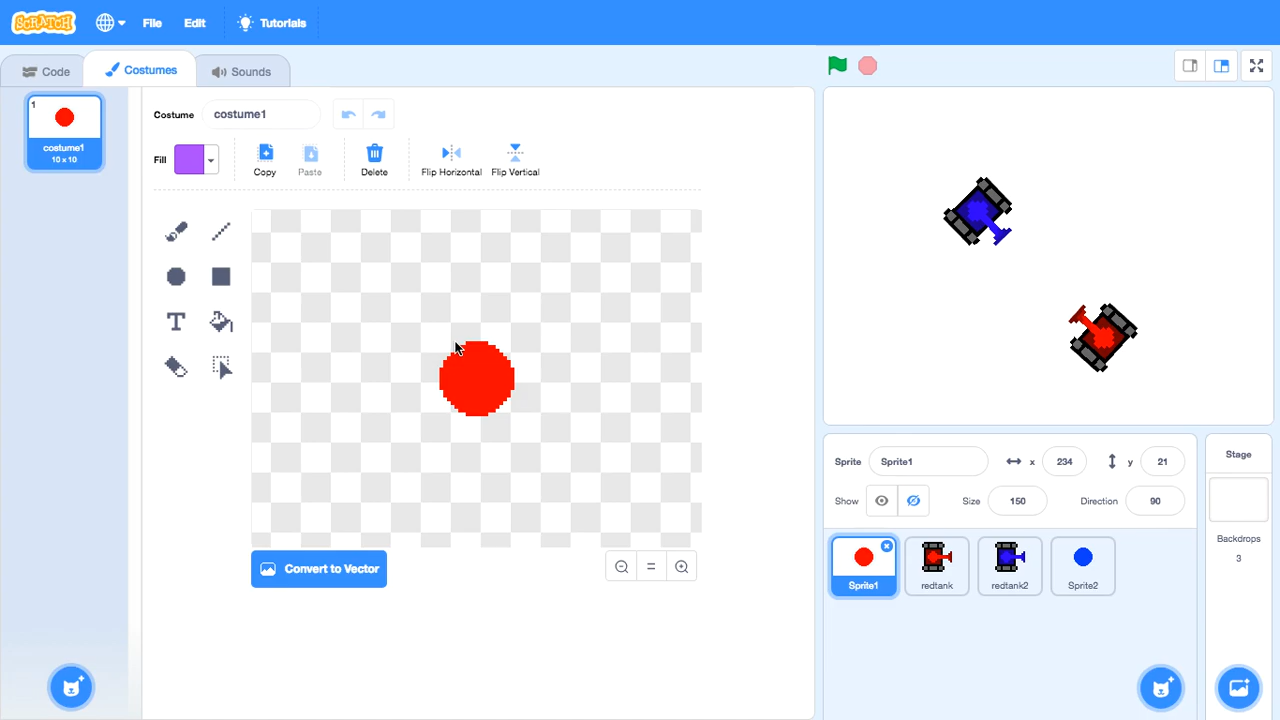 SCRATCH File Edit Tutorials
Code Costumes Sounds
1
costume1
10 x 10
Costume costume1
Fill Copy Paste Delete Flip Horizontal Flip Vertical
T
Convert to Vector
Sprite Sprite1 x 234 y 21
Show Size 150 Direction 90
Sprite1 redtank redtank2 Sprite2
Stage
Backdrops
3